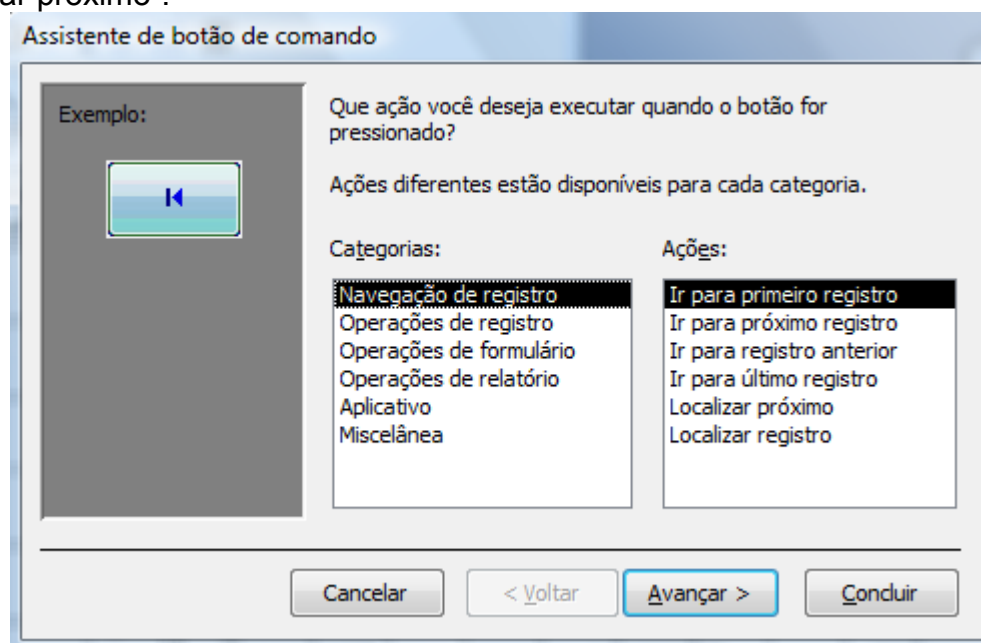 ar próximo".
Assistente de botão de comando
Exemplo:
Que ação você deseja executar quando o botão for
pressionado?
Ações diferentes estão disponíveis para cada categoria.
Categorias:
Navegação de registro
Operações de registro
Operações de formulário
Operações de relatório
Aplicativo
Miscelânea
Ações:
Ir para primeiro registro
Ir para próximo registro
Ir para registro anterior
Ir para último registro
Localizar próximo
Localizar registro
Cancelar
< Voltar
Avançar >
Concluir